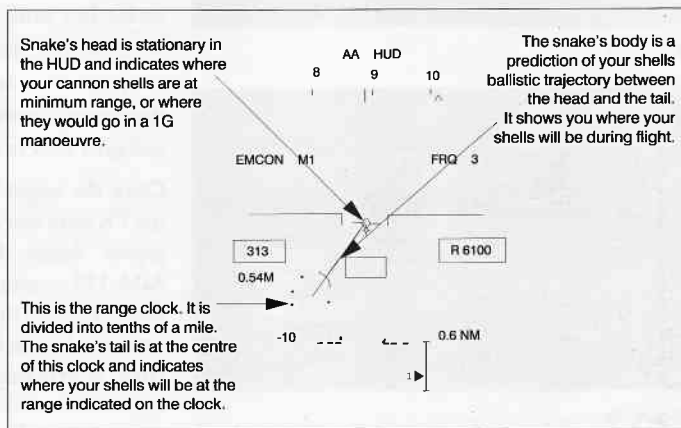 Snake's head is stationary in
the HUD and indicates where
your cannon shells are at
minimum range, or where
they would go in a 1G
manoeuvre.
AA HUD
8 9 10
The snake's body is a
prediction of your shells
ballistic trajectory between
the head and the tail.
It shows you where your
shells will be during flight.
EMCON M1
FRQ 3
313
R 6100
0.54M
This is the range clock. It is
divided into tenths of a mile.
The snake's tail is at the centre
of this clock and indicates
where your shells will be at the
range indicated on the clock.
-10
0.6 NM
1